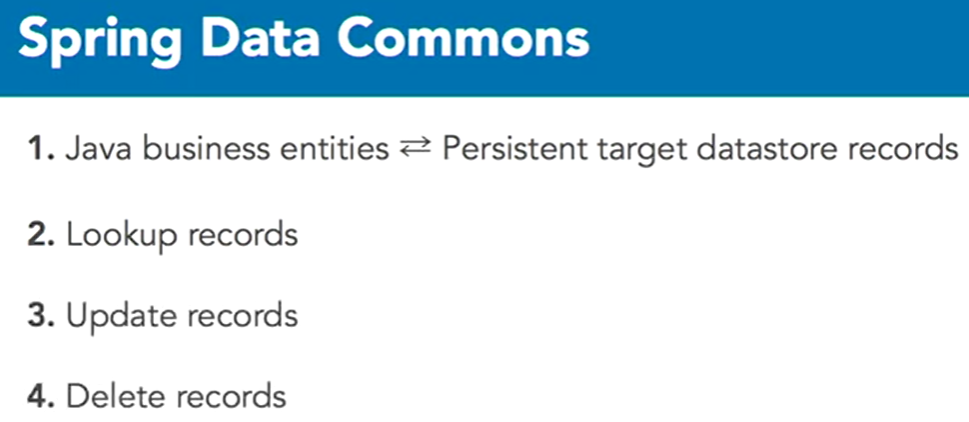 Spring Data Commons
1. Java business entities ⇄ Persistent target datastore records
2. Lookup records
3. Update records
4. Delete records